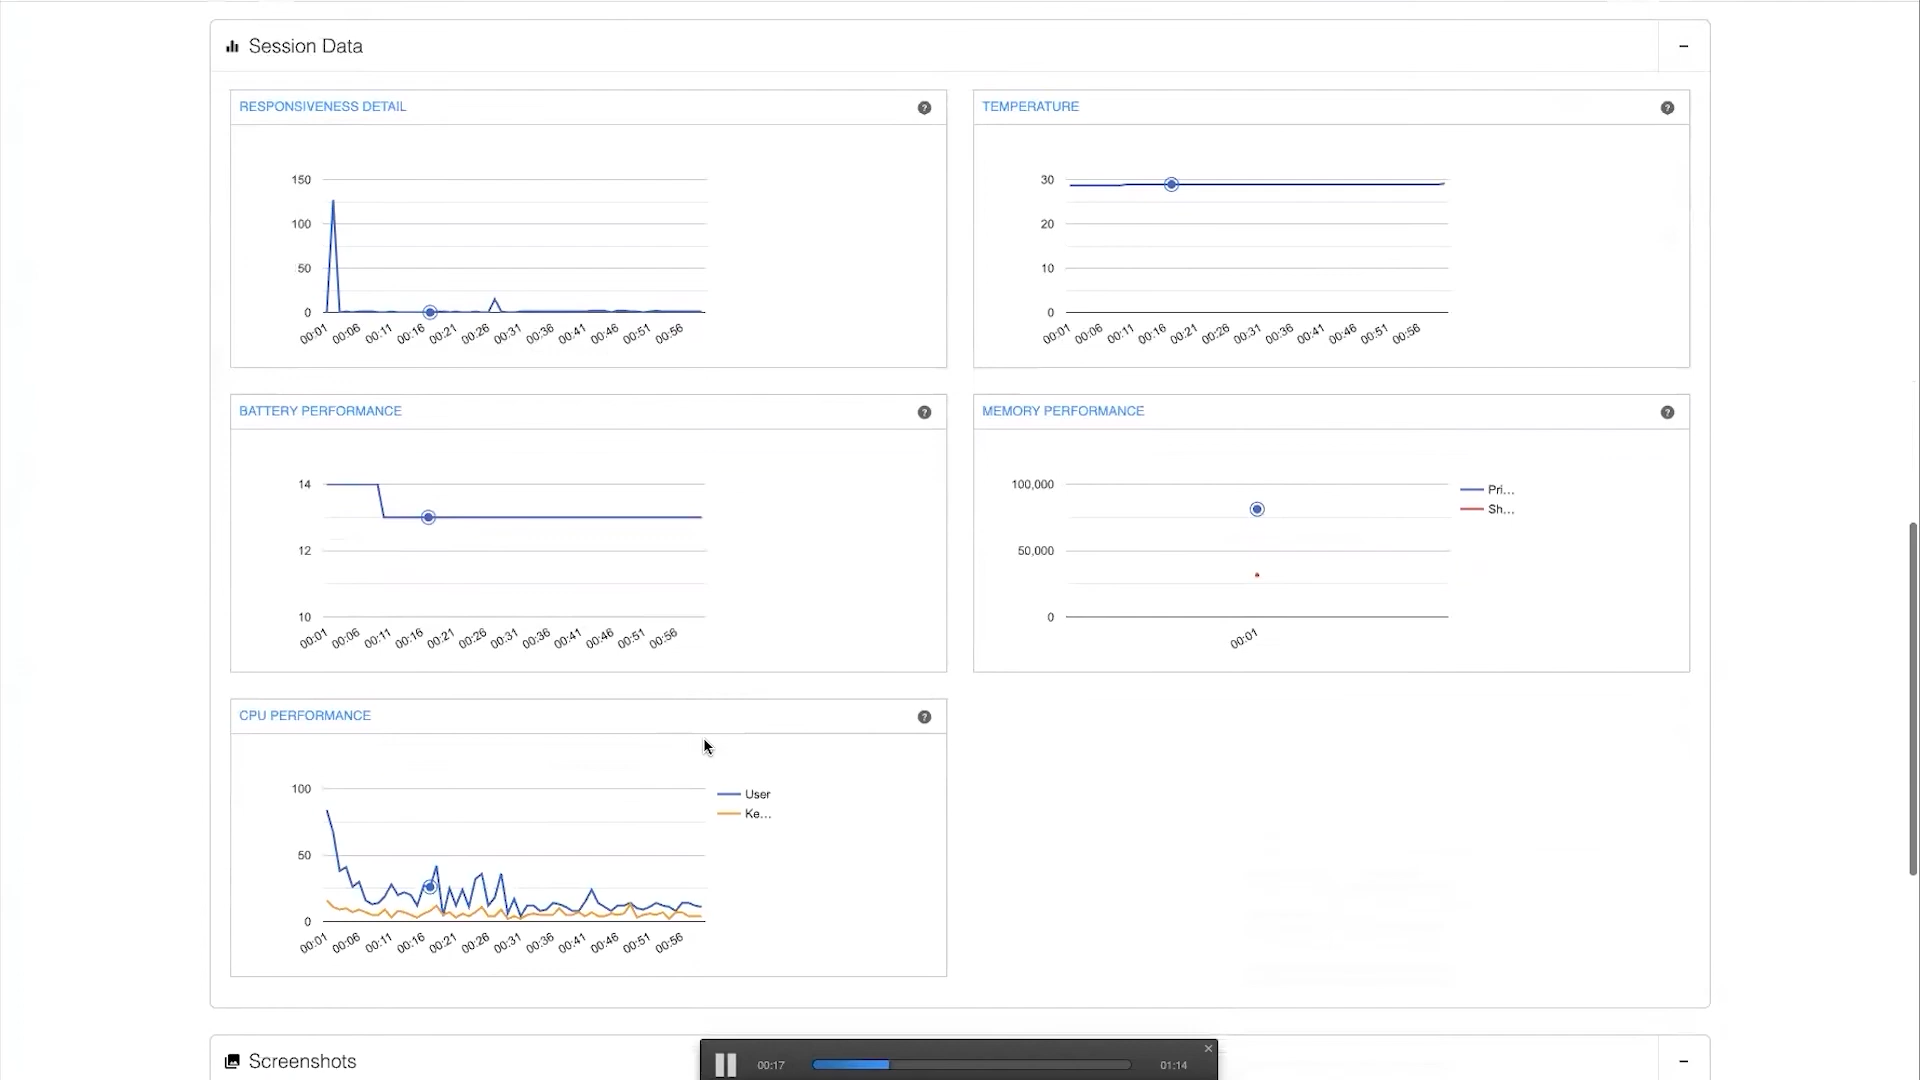 Session Data
RESPONSIVENESS DETAIL
150
100
50
0
00:01 00:06 00:11 00:16 00:21 00:26 00:31 00:36 00:41 00:46 00:51 00:56
TEMPERATURE
30
20
10
0
00:01 00:06 00:11 00:16 00:21 00:26 00:31 00:36 00:41 00:46 00:51 00:56
BATTERY PERFORMANCE
14
12
10
00:01 00:06 00:11 00:16 00:21 00:26 00:31 00:36 00:41 00:46 00:51 00:56
MEMORY PERFORMANCE
100,000
50,000
0
00:01
Pri...
Sh...
CPU PERFORMANCE
100
50
0
00:01 00:06 00:11 00:16 00:21 00:26 00:31 00:36 00:41 00:46 00:51 00:56
User
Ke...
Screenshots
00:17
01:14